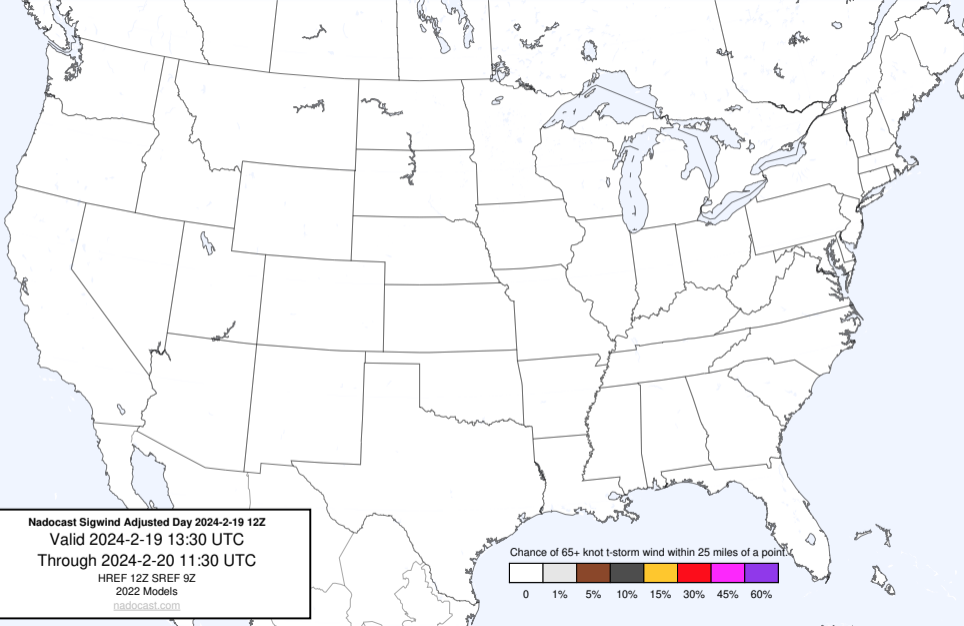 Nadocast Sigwind Adjusted Day 2024-2-19 12Z
Valid 2024-2-19 13:30 UTC
Through 2024-2-20 11:30 UTC
HREF 12Z SREF 9Z
2022 Models
nadocast.com
Chance of 65+ knot t-storm wind within 25 miles of a point.
0 1% 5% 10% 15% 30% 45% 60%